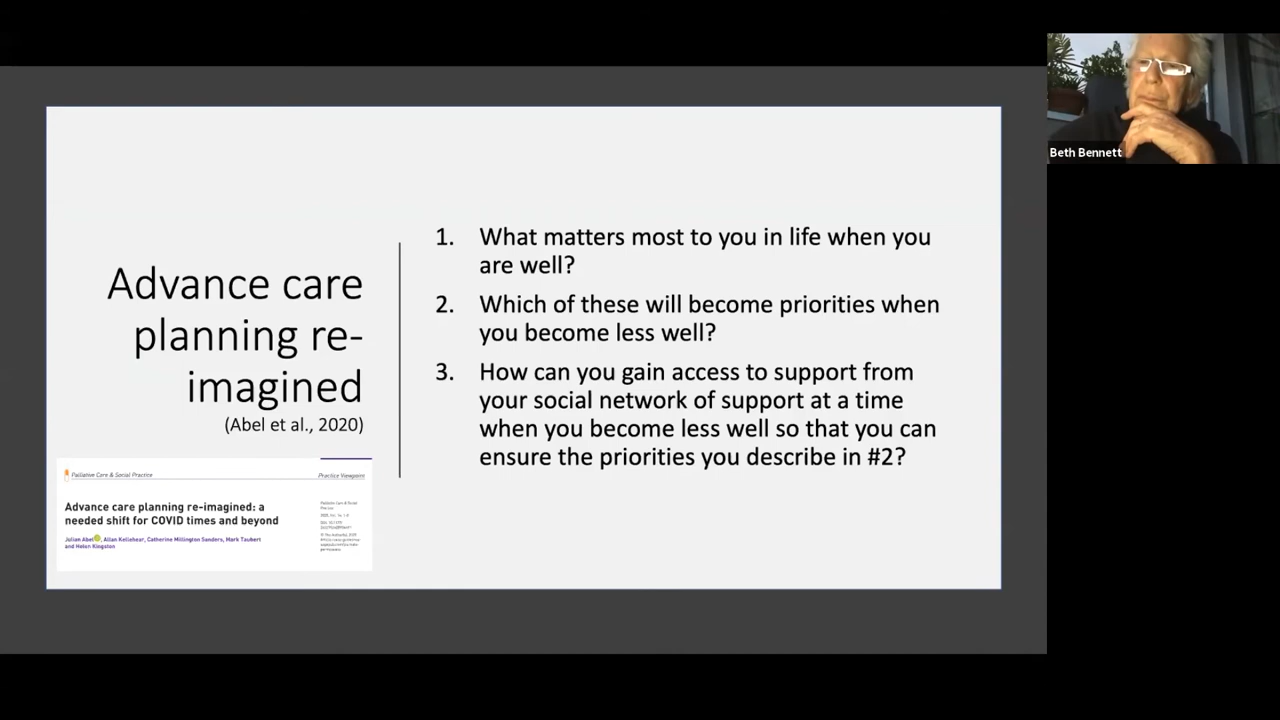 Advance care
planning re-
imagined
(Abel et al., 2020)
Palliative Care & Social Practice
Practice Viewpoint
Advance care planning re-imagined: a
needed shift for COVID times and beyond
Julian Abel, Allan Kellehear, Catherine Millington Sanders, Mark Taubert
and Helen Kingston
1. What matters most to you in life when you
are well?
2. Which of these will become priorities when
you become less well?
3. How can you gain access to support from
your social network of support at a time
when you become less well so that you can
ensure the priorities you describe in #2?
Beth Bennett